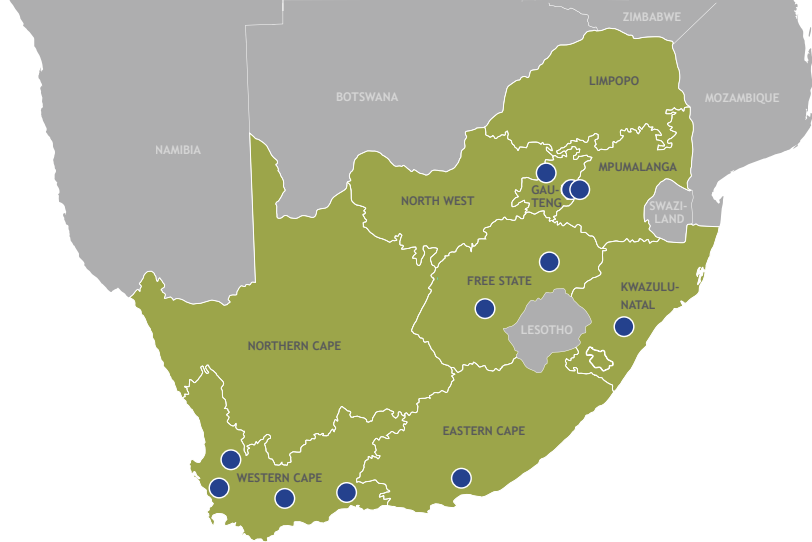 ZIMBABWE
LIMPOPO
BOTSWANA
MOZAMBIQUE
NAMIBIA
MPUMALANGA
NORTH WEST
GAU-
TENG
SWAZI-
LAND
FREE STATE
KWAZULU-
NATAL
LESOTHO
NORTHERN CAPE
EASTERN CAPE
WESTERN CAPE